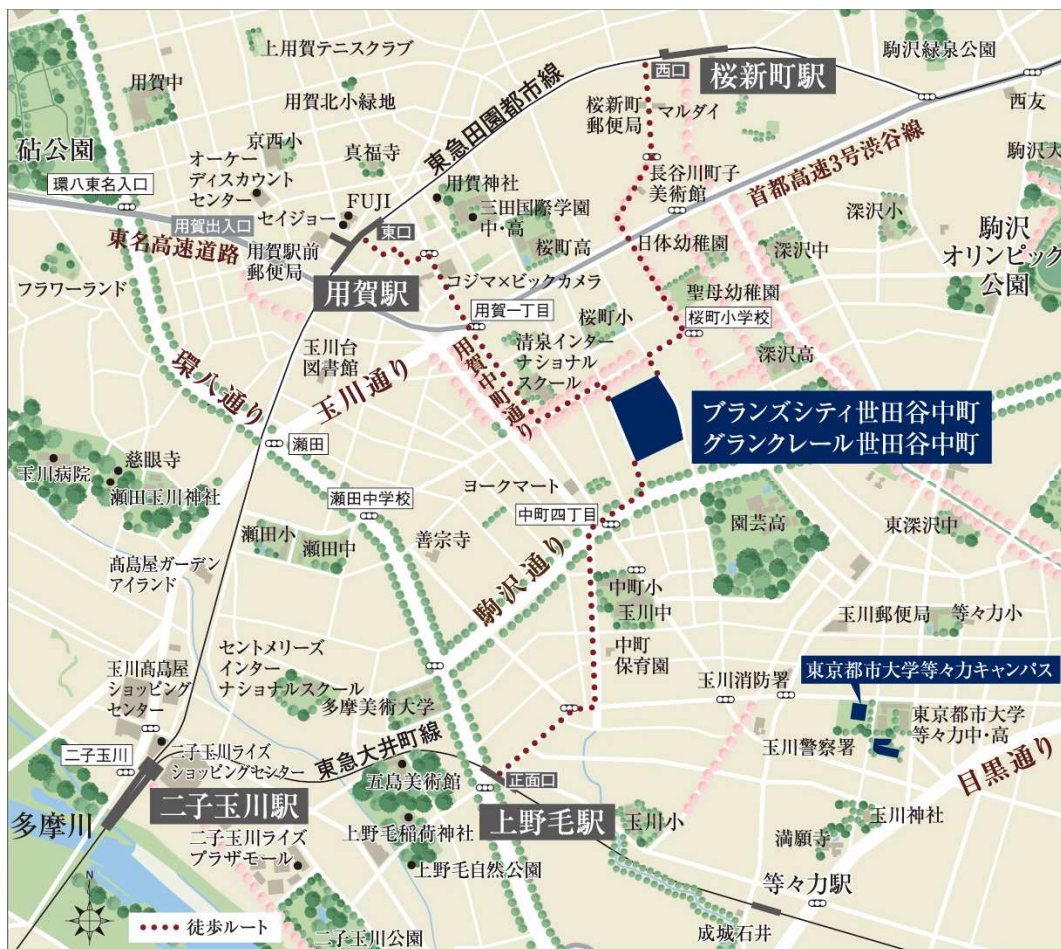 上用賀テニスクラブ
用賀中
用賀北小緑地
東急田園都市線
西口
桜新町駅
駒沢緑泉公園
西友
桜新町
郵便局
マルダイ
砧公園
京西小
真福寺
オーケー
ディスカウント
センター
環八東名入口
用賀出入口
東名高速道路
セイジョー
FUJI
用賀神社
三田国際学園
中・高
桜町高
長谷川町子
美術館
首都高速3号渋谷線
駒沢大
深沢小
駒沢
オリンピック
公園
日体幼稚園
深沢中
東口
用賀駅前
郵便局
用賀駅
フラワーランド
コジマ×ビックカメラ
用賀一丁目
桜町小
聖母幼稚園
桜町小学校
深沢高
玉川台
図書館
玉川通り
用賀中町通り
清泉インター
ナショナル
スクール
環八通り
瀬田
ブランズシティ世田谷中町
グランクレール世田谷中町
玉川病院
慈眼寺
瀬田玉川神社
瀬田中学校
ヨークマート
中町四丁目
園芸高
東深沢中
瀬田小
瀬田中
善宗寺
髙島屋ガーデン
アイランド
駒沢通り
中町小
玉川中
中町
保育園
玉川郵便局
等々力小
玉川髙島屋
ショッピング
センター
セントメリーズ
インター
ナショナルスクール
多摩美術大学
玉川消防署
東京都市大学等々力キャンパス
東京都市大学
等々力中・高
玉川警察署
目黒通り
二子玉川
二子玉川ライズ
ショッピングセンター
東急大井町線
五島美術館
正面口
二子玉川駅
上野毛駅
多摩川
上野毛稲荷神社
二子玉川ライズ
プラザモール
上野毛自然公園
玉川小
満願寺
玉川神社
等々力駅
N
徒歩ルート
二子玉川公園
成城石井